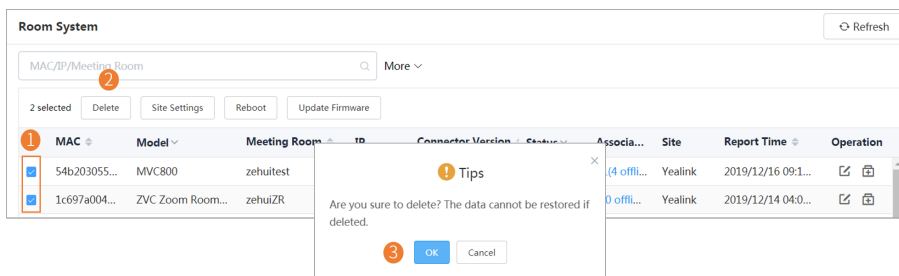 Room System
Refresh
MAC/IP/Meeting Room
More
2
2 selected Delete Site Settings Reboot Update Firmware
1
MAC Model Meeting Room IP Connector Version Status Associa... Site Report Time Operation
54b203055... MVC800 zehuitest (4 offli... Yealink 2019/12/16 09:1...
1c697a004... ZVC Zoom Room... zehuiZR 0 offli... Yealink 2019/12/14 04:0...
Tips
Are you sure to delete? The data cannot be restored if
deleted.
3 OK Cancel